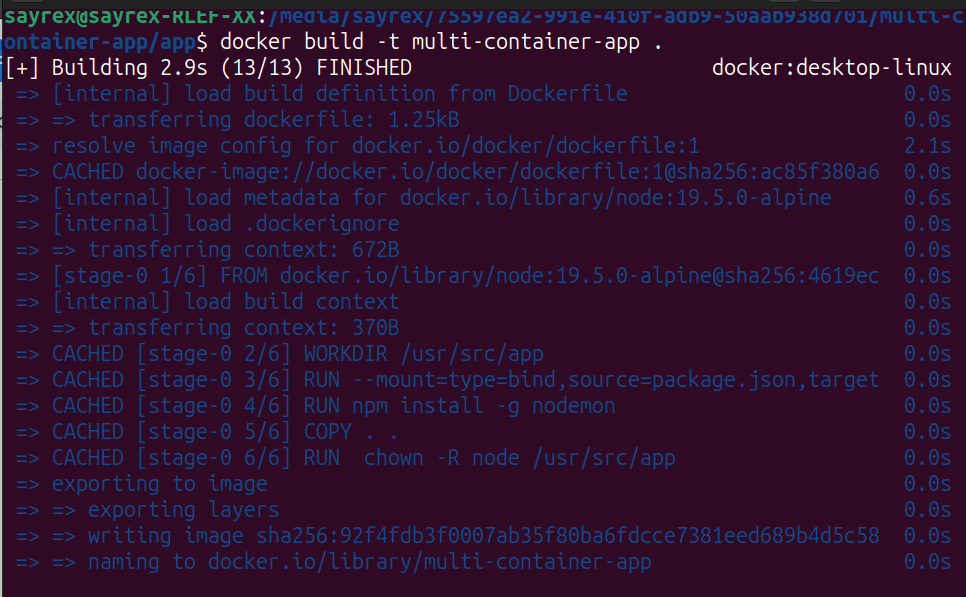 sayrex@sayrex-RLEF-XX:/media/sayrex/75597ea2-991e-410f-adb9-50aab938d701/multi-c
ontainer-app/app$ docker build -t multi-container-app .
[+] Building 2.9s (13/13) FINISHED docker:desktop-linux
=> [internal] load build definition from Dockerfile 0.0s
=> => transferring dockerfile: 1.25kB 0.0s
=> resolve image config for docker.io/docker/dockerfile:1 2.1s
=> CACHED docker-image://docker.io/docker/dockerfile:1@sha256:ac85f380a6 0.0s
=> [internal] load metadata for docker.io/library/node:19.5.0-alpine 0.6s
=> [internal] load .dockerignore 0.0s
=> => transferring context: 672B 0.0s
=> [stage-0 1/6] FROM docker.io/library/node:19.5.0-alpine@sha256:4619ec 0.0s
=> [internal] load build context 0.0s
=> => transferring context: 370B 0.0s
=> CACHED [stage-0 2/6] WORKDIR /usr/src/app 0.0s
=> CACHED [stage-0 3/6] RUN --mount=type=bind,source=package.json,target 0.0s
=> CACHED [stage-0 4/6] RUN npm install -g nodemon 0.0s
=> CACHED [stage-0 5/6] COPY . . 0.0s
=> CACHED [stage-0 6/6] RUN  chown -R node /usr/src/app 0.0s
=> exporting to image 0.0s
=> => exporting layers 0.0s
=> => writing image sha256:92f4fdb3f0007ab35f80ba6fdcce7381eed689b4d5c58 0.0s
=> => naming to docker.io/library/multi-container-app 0.0s